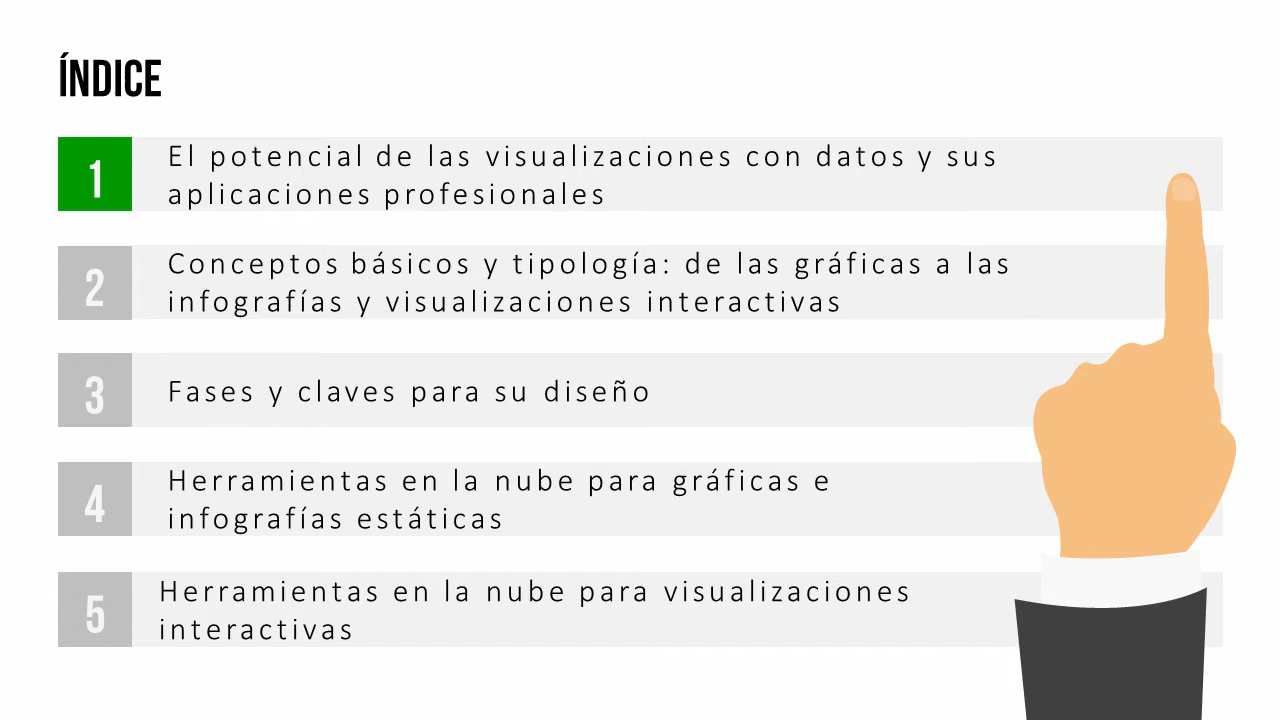 ÍNDICE
1
El potencial de las visualizaciones con datos y sus
aplicaciones profesionales
2
Conceptos básicos y tipología: de las gráficas a las
infografías y visualizaciones interactivas
3
Fases y claves para su diseño
4
Herramientas en la nube para gráficas e
infografías estáticas
5
Herramientas en la nube para visualizaciones
interactivas